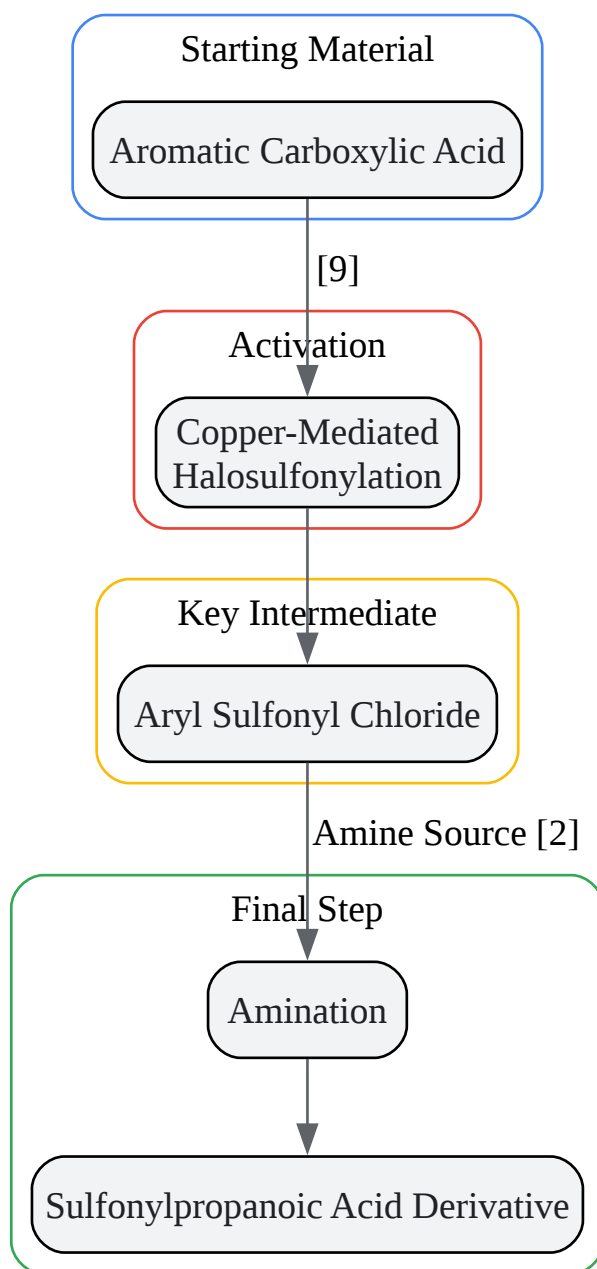 Starting Material
Aromatic Carboxylic Acid
[9]
Activation
Copper-Mediated
Halosulfonylation
Key Intermediate
Aryl Sulfonyl Chloride
Amine Source [2]
Final Step
Amination
Sulfonylpropanoic Acid Derivative